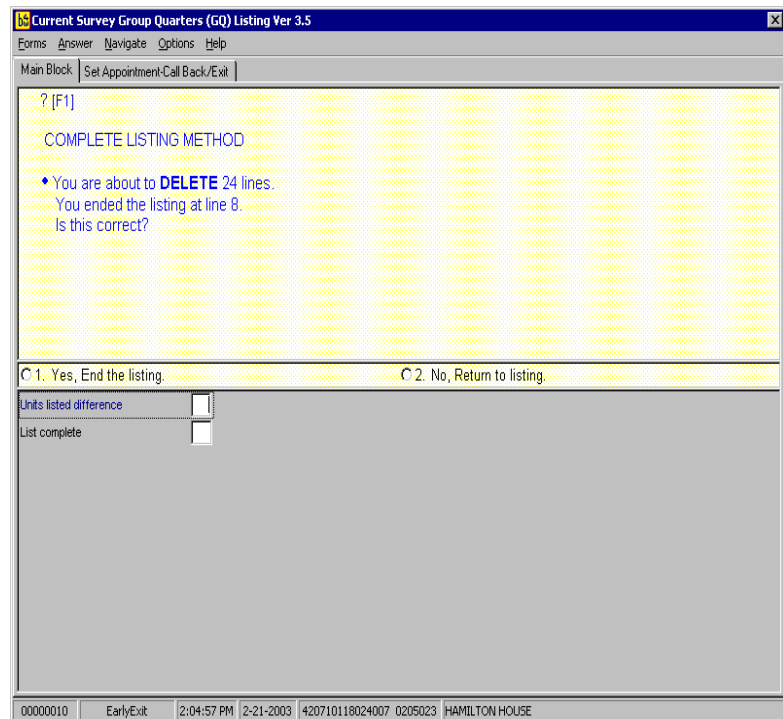 Current Survey Group Quarters (GQ) Listing Ver 3.5
Forms Answer Navigate Options Help
Main Block Set Appointment-Call Back/Exit
? [F1]
COMPLETE LISTING METHOD
You are about to DELETE 24 lines.
You ended the listing at line 8.
Is this correct?
1. Yes, End the listing. 2. No, Return to listing.
Units listed difference
List complete
00000010 EarlyExit 2:04:57 PM 2-21-2003 420710118024007 0205023 HAMILTON HOUSE